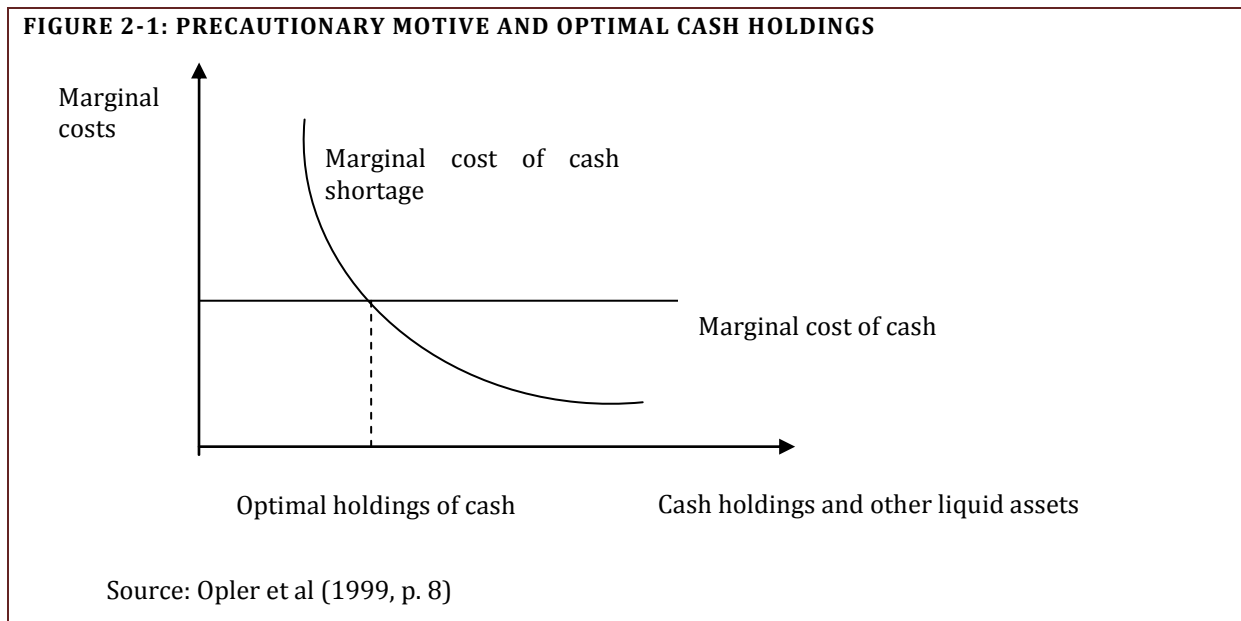 FIGURE 2-1: PRECAUTIONARY MOTIVE AND OPTIMAL CASH HOLDINGS
Marginal
costs
Marginal cost of cash
shortage
Marginal cost of cash
Optimal holdings of cash
Cash holdings and other liquid assets
Source: Opler et al (1999, p. 8)